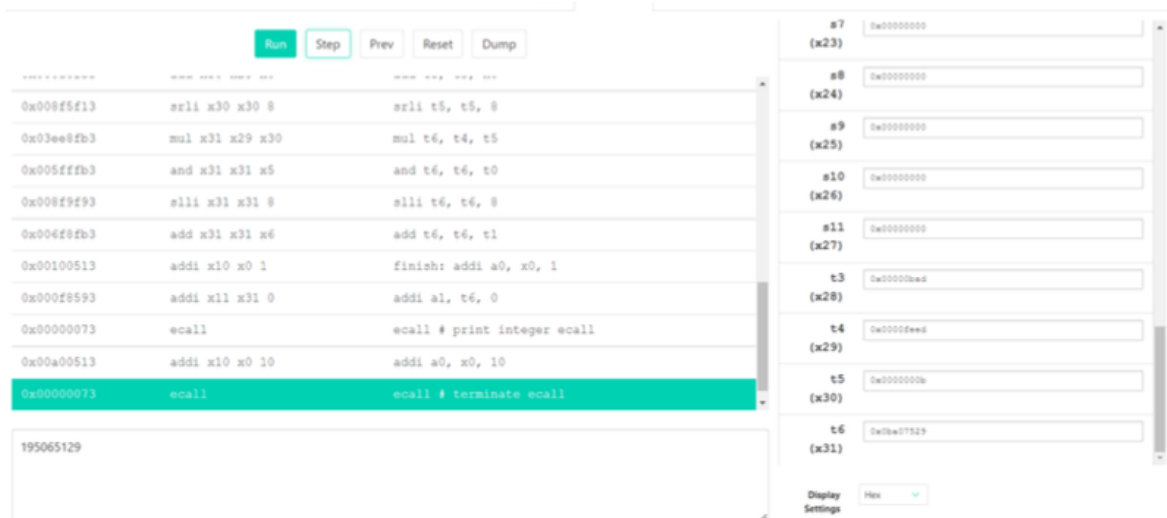 Run Step Prev Reset Dump
0x008f5f13 srli x30 x30 8 srli t5, t5, 8
0x03ee8fb3 mul x31 x29 x30 mul t6, t4, t5
0x005fffb3 and x31 x31 x5 and t6, t6, t0
0x008f9f93 slli x31 x31 8 slli t6, t6, 8
0x006f8fb3 add x31 x31 x6 add t6, t6, t1
0x00100513 addi x10 x0 1 finish: addi a0, x0, 1
0x000f8593 addi x11 x31 0 addi a1, t6, 0
0x00000073 ecall ecall # print integer ecall
0x00a00513 addi x10 x0 10 addi a0, x0, 10
0x00000073 ecall ecall # terminate ecall
195065129
s7 0x00000000
(x23)
s8 0x00000000
(x24)
s9 0x00000000
(x25)
s10 0x00000000
(x26)
s11 0x00000000
(x27)
t3 0x00000bad
(x28)
t4 0x0000feed
(x29)
t5 0x0000000b
(x30)
t6 0x0ba07529
(x31)
Display Hex
Settings